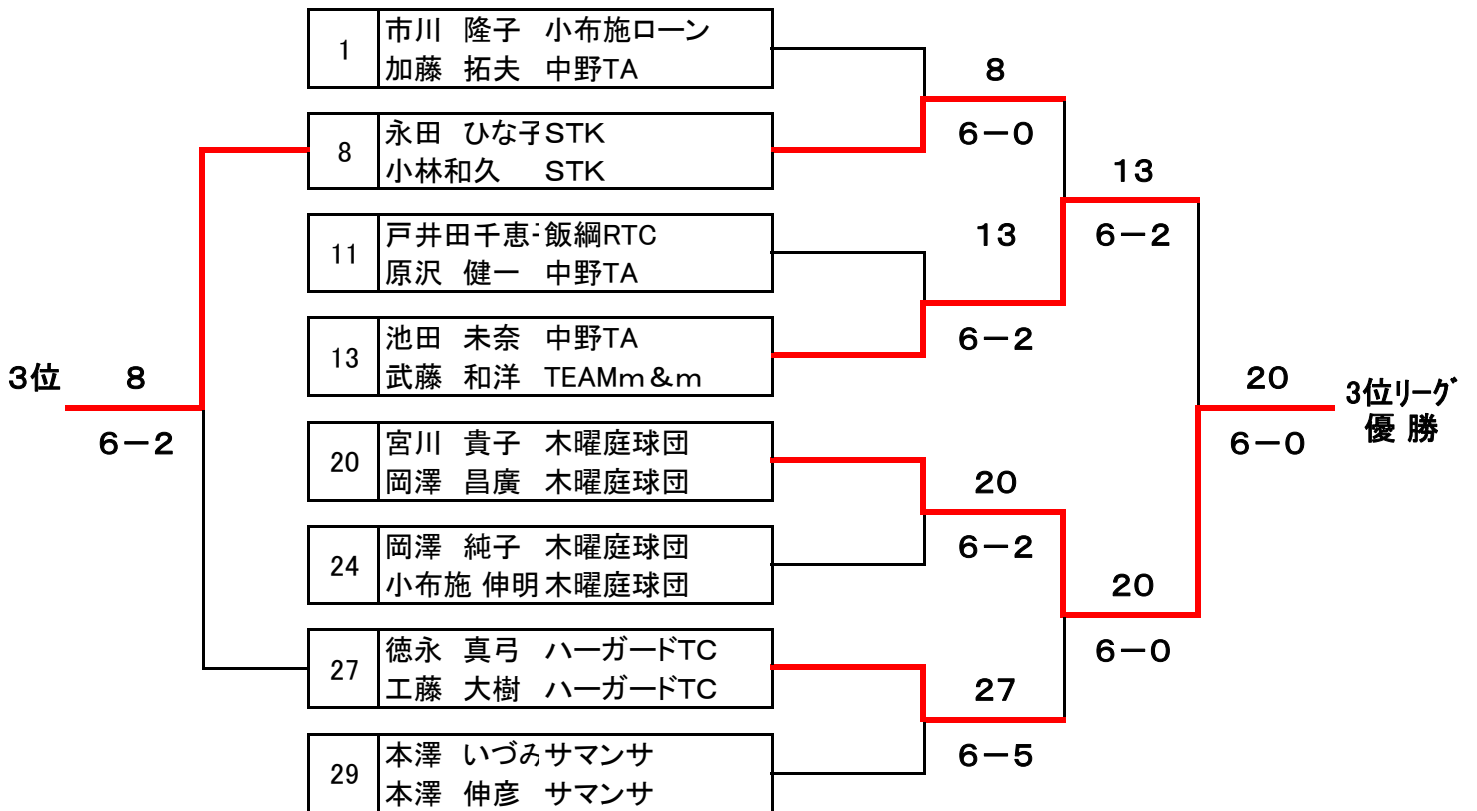 1 市川 隆子 小布施ローン
加藤 拓夫 中野TA
8 永田 ひな子 STK
小林和久 STK
11 戸井田千恵 飯綱RTC
原沢 健一 中野TA
13 池田 未奈 中野TA
武藤 和洋 TEAMm&m
20 宮川 貴子 木曜庭球団
岡澤 昌廣 木曜庭球団
24 岡澤 純子 木曜庭球団
小布施 伸明 木曜庭球団
27 徳永 真弓 ハーガードTC
工藤 大樹 ハーガードTC
29 本澤 いづみ サマンサ
本澤 伸彦 サマンサ
3位 8
6-2
8
6-0
13
6-2
20
6-2
27
6-5
13
6-2
20
6-0
20
6-0
3位リーグ
優 勝